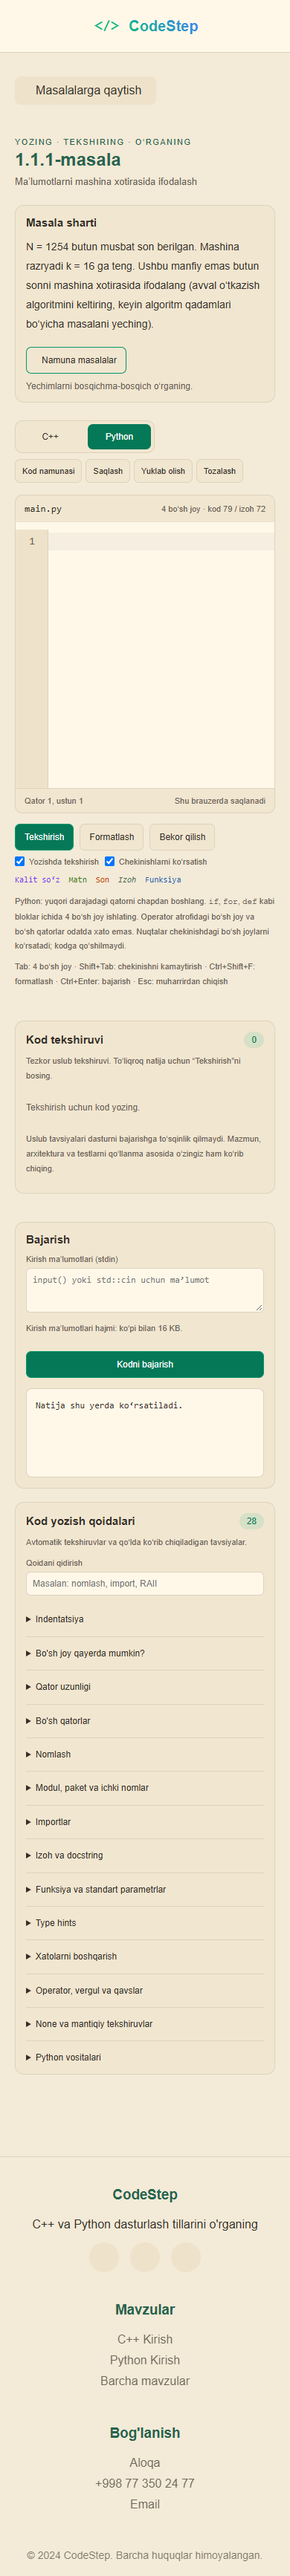 </> CodeStep
Masalalarga qaytish
YOZING · TEKSHIRING · O‘RGANING
1.1.1-masala
Ma’lumotlarni mashina xotirasida ifodalash
Masala sharti
N = 1254 butun musbat son berilgan. Mashina
razryadi k = 16 ga teng. Ushbu manfiy emas butun
sonni mashina xotirasida ifodalang (avval o‘tkazish
algoritmini keltiring, keyin algoritm qadamlari
bo‘yicha masalani yeching).
Namuna masalalar
Yechimlarni bosqichma-bosqich o‘rganing.
C++ Python
Kod namunasi Saqlash Yuklab olish Tozalash
main.py 4 bo‘sh joy · kod 79 / izoh 72
1
Qator 1, ustun 1 Shu brauzerda saqlanadi
Tekshirish Formatlash Bekor qilish
Yozishda tekshirish Chekinishlarni ko‘rsatish
Kalit so‘z Matn Son Izoh Funksiya
Python: yuqori darajadagi qatorni chapdan boshlang. if, for, def kabi
bloklar ichida 4 bo‘sh joy ishlating. Operator atrofidagi bo‘sh joy va
bo‘sh qatorlar odatda xato emas. Nuqtalar chekinishdagi bo‘sh joylarni
ko‘rsatadi; kodga qo‘shilmaydi.
Tab: 4 bo‘sh joy · Shift+Tab: chekinishni kamaytirish · Ctrl+Shift+F:
formatlash · Ctrl+Enter: bajarish · Esc: muharrirdan chiqish
Kod tekshiruvi 0
Tezkor uslub tekshiruvi. To‘liqroq natija uchun “Tekshirish”ni
bosing.
Tekshirish uchun kod yozing.
Uslub tavsiyalari dasturni bajarishga to‘sqinlik qilmaydi. Mazmun,
arxitektura va testlarni qo‘llanma asosida o‘zingiz ham ko‘rib
chiqing.
Bajarish
Kirish ma’lumotlari (stdin)
input() yoki std::cin uchun ma’lumot
Kirish ma’lumotlari hajmi: ko‘pi bilan 16 KB.
Kodni bajarish
Natija shu yerda ko‘rsatiladi.
Kod yozish qoidalari 28
Avtomatik tekshiruvlar va qo‘lda ko‘rib chiqiladigan tavsiyalar.
Qoidani qidirish
Masalan: nomlash, import, RAII
Indentatsiya
Bo'sh joy qayerda mumkin?
Qator uzunligi
Bo'sh qatorlar
Nomlash
Modul, paket va ichki nomlar
Importlar
Izoh va docstring
Funksiya va standart parametrlar
Type hints
Xatolarni boshqarish
Operator, vergul va qavslar
None va mantiqiy tekshiruvlar
Python vositalari
CodeStep
C++ va Python dasturlash tillarini o'rganing
Mavzular
C++ Kirish
Python Kirish
Barcha mavzular
Bog'lanish
Aloqa
+998 77 350 24 77
Email
© 2024 CodeStep. Barcha huquqlar himoyalangan.